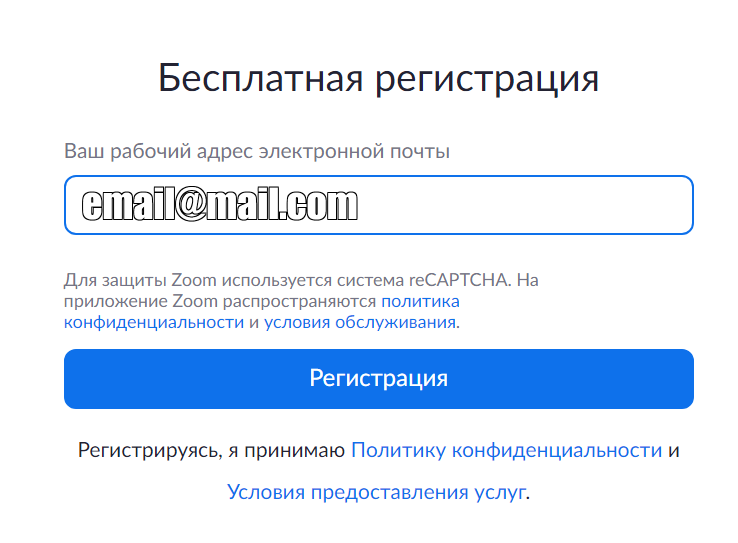 Бесплатная регистрация
Ваш рабочий адрес электронной почты
email@mail.com
Для защиты Zoom используется система reCAPTCHA. На
приложение Zoom распространяются политика
конфиденциальности и условия обслуживания.
Регистрация
Регистрируясь, я принимаю Политику конфиденциальности и
Условия предоставления услуг.